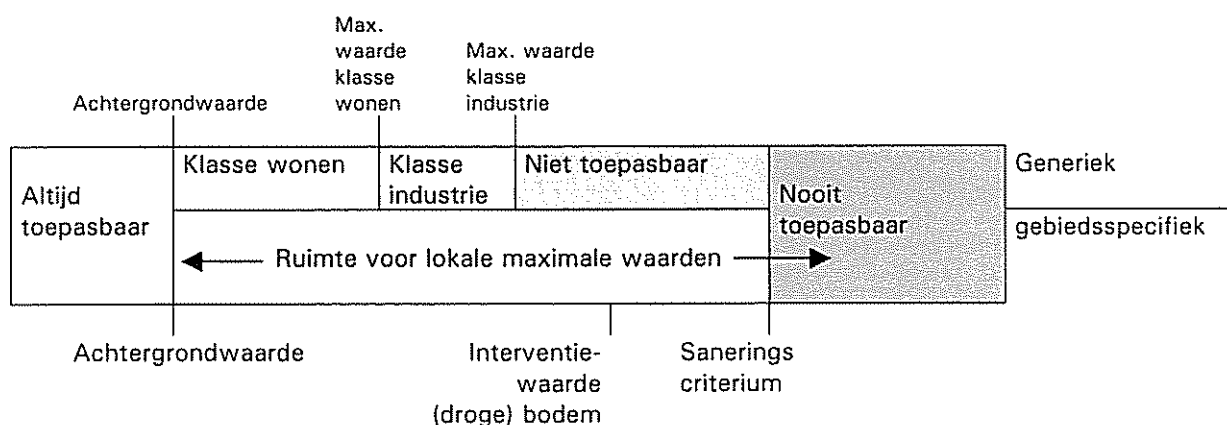 Max.
waarde
klasse
wonen
Max. waarde
klasse
industrie
Achtergrondwaarde
Altijd
toepasbaar
Klasse wonen
Klasse
industrie
Niet toepasbaar
Nooit
toepasbaar
Generiek
gebiedsspecifiek
Ruimte voor lokale maximale waarden
Achtergrondwaarde
Interventie-
waarde
(droge) bodem
Sanerings
criterium